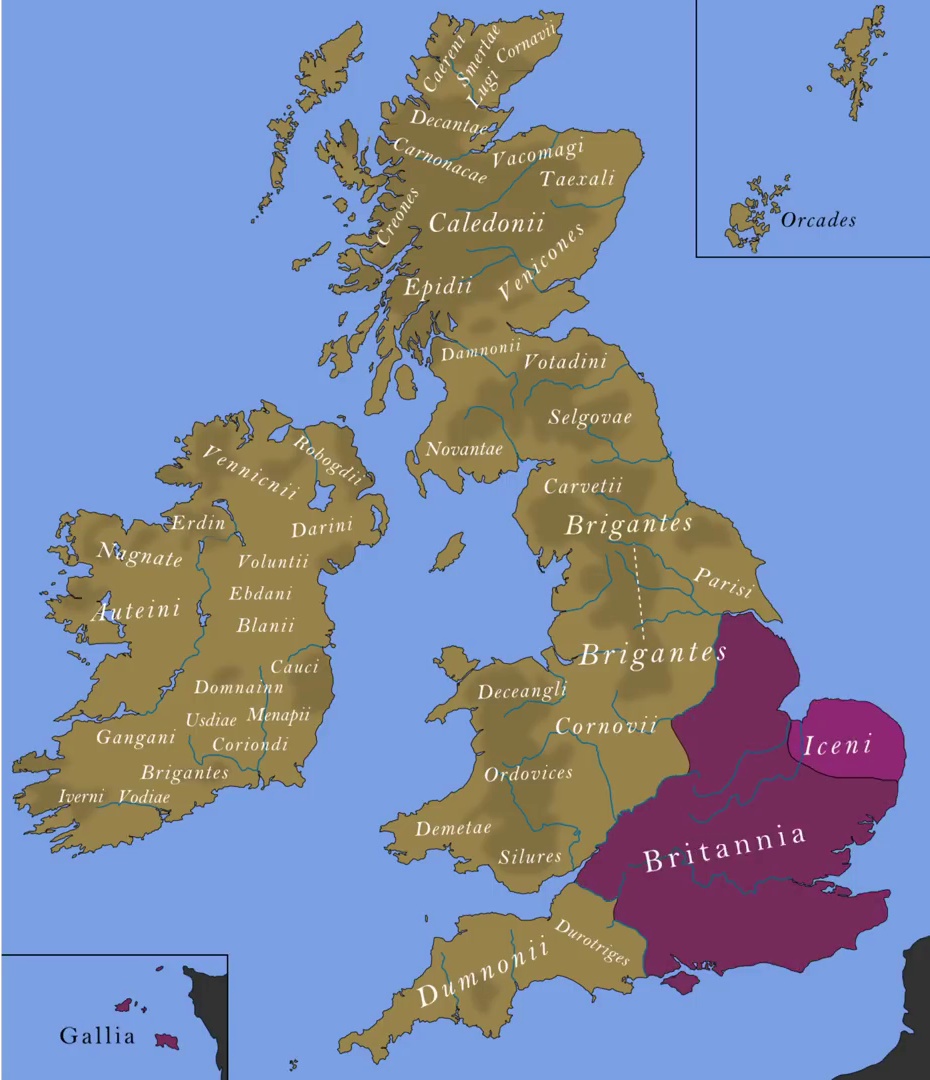 Caereni
Smertae
Cornavii
Lugi
Decantae
Carnonacae
Vacomagi
Taexali
Creones
Caledonii
Venicones
Epidii
Orcades
Damnonii
Votadini
Selgovae
Novantae
Carvetii
Brigantes
Parisi
Brigantes
Robogdii
Vennicnii
Erdin
Darini
Nagnate
Voluntii
Ebdani
Auteini
Blanii
Cauci
Domnainn
Usdiae
Menapii
Gangani
Coriondi
Brigantes
Iverni
Vodiae
Deceangli
Cornovii
Iceni
Ordovices
Demetae
Silures
Britannia
Durotriges
Dumnonii
Gallia